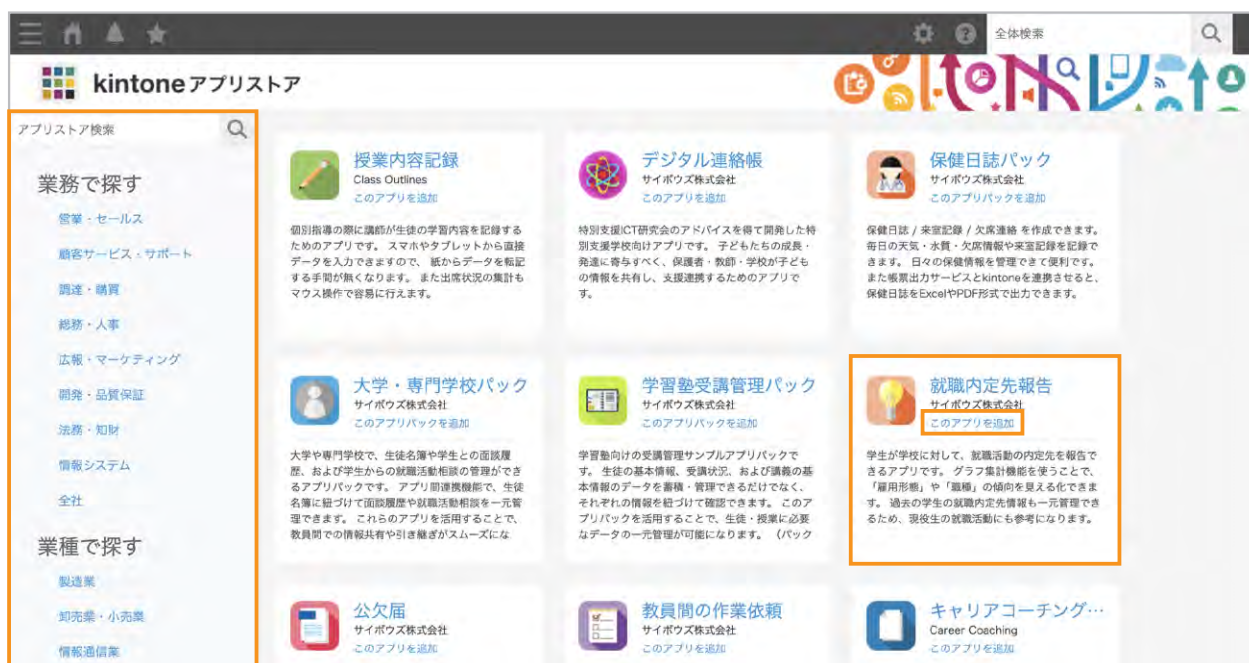 全体検索
kintoneアプリストア
アプリストア検索
業務で探す
営業・セールス
顧客サービス・サポート
調達・購買
総務・人事
広報・マーケティング
開発・品質保証
法務・知財
情報システム
全社
業種で探す
製造業
卸売業・小売業
情報通信業
授業内容記録
Class Outlines
このアプリを追加
個別指導の際に講師が生徒の学習内容を記録する
ためのアプリです。 スマホやタブレットから直接
データを入力できますので、 紙からデータを転記
する手間が無くなります。 また出席状況の集計も
マウス操作で容易に行えます。
デジタル連絡帳
サイボウズ株式会社
このアプリを追加
特別支援ICT研究会のアドバイスを得て開発した特
別支援学校向けアプリです。 子どもたちの成長・
発達に寄与すべく、保護者・教師・学校が子ども
の情報を共有し、支援連携するためのアプリで
す。
保健日誌パック
サイボウズ株式会社
このアプリパックを追加
保健日誌 / 来室記録 / 欠席連絡 を作成できます。
毎日の天気・水質・欠席情報や来室記録を記録で
きます。 日々の保健情報を管理できて便利です。
また帳票出力サービスとkintoneを連携させると、
保健日誌をExcelやPDF形式で出力できます。
大学・専門学校パック
サイボウズ株式会社
このアプリパックを追加
大学や専門学校で、生徒名簿や学生との面談履
歴、および学生からの就職活動相談の管理ができ
るアプリパックです。 アプリ間連携機能で、生徒
名簿に紐づけて面談履歴や就職活動相談を一元管
理できます。 これらのアプリを活用することで、
教員間での情報共有や引き継ぎがスムーズにな
学習塾受講管理パック
サイボウズ株式会社
このアプリパックを追加
学習塾向けの受講管理サンプルアプリパックで
す。 生徒の基本情報、受講状況、および講義の基
本情報のデータを蓄積・管理できるだけでなく、
それぞれの情報を紐づけて確認できます。 このア
プリパックを活用することで、生徒・授業に必要
なデータの一元管理が可能になります。 （パック
就職内定先報告
サイボウズ株式会社
このアプリを追加
学生が学校に対して、就職活動の内定先を報告で
きるアプリです。 グラフ集計機能を使うことで、
「雇用形態」や「職種」の傾向を見える化できま
す。 過去の学生の就職内定先情報も一元管理でき
るため、現役生の就職活動にも参考になります。
公欠届
サイボウズ株式会社
このアプリを追加
教員間の作業依頼
サイボウズ株式会社
このアプリを追加
キャリアコーチング…
Career Coaching
このアプリを追加